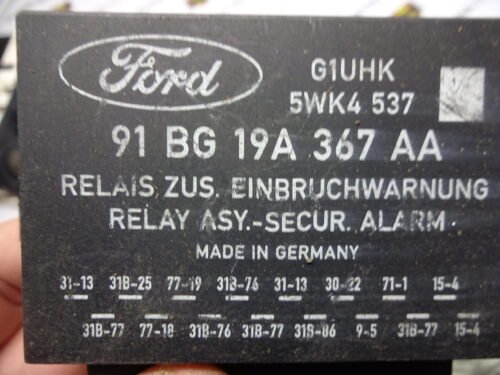 Ford
G1UHK
5WK4 537
91 BG 19A 367 AA
RELAIS ZUS. EINBRUCHWARNUNG
RELAY ASY.-SECUR. ALARM
MADE IN GERMANY
31-13 31B-25 77-19 31B-76 31-13 30-22 71-1 15-4
31B-77 77-18 31B-76 31B-77 31B-86 9-5 31B-77 15-4